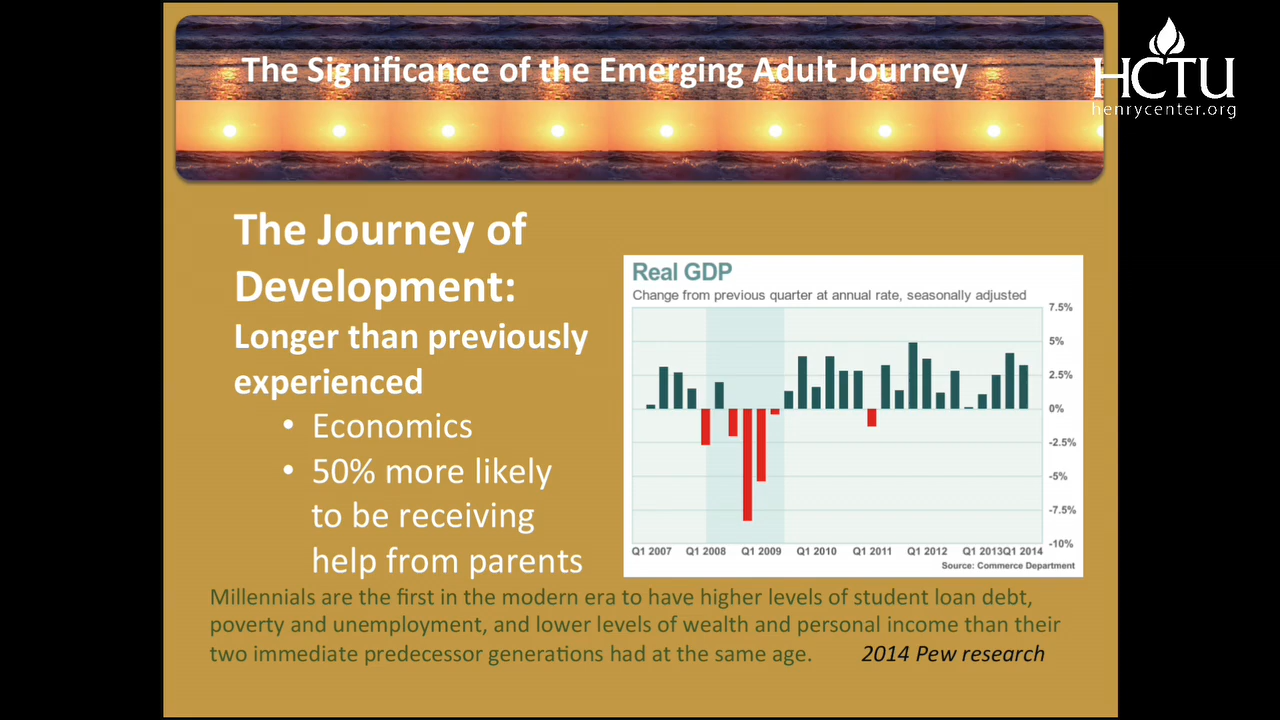 The Significance of the Emerging Adult Journey
HCTU
henrycenter.org
The Journey of
Development:
Longer than previously
experienced
• Economics
• 50% more likely
to be receiving
help from parents
Real GDP
Change from previous quarter at annual rate, seasonally adjusted
7.5%
5%
2.5%
0%
-2.5%
-5%
-7.5%
-10%
Q1 2007 Q1 2008 Q1 2009 Q1 2010 Q1 2011 Q1 2012 Q1 2013 Q1 2014
Source: Commerce Department
Millennials are the first in the modern era to have higher levels of student loan debt,
poverty and unemployment, and lower levels of wealth and personal income than their
two immediate predecessor generations had at the same age. 2014 Pew research